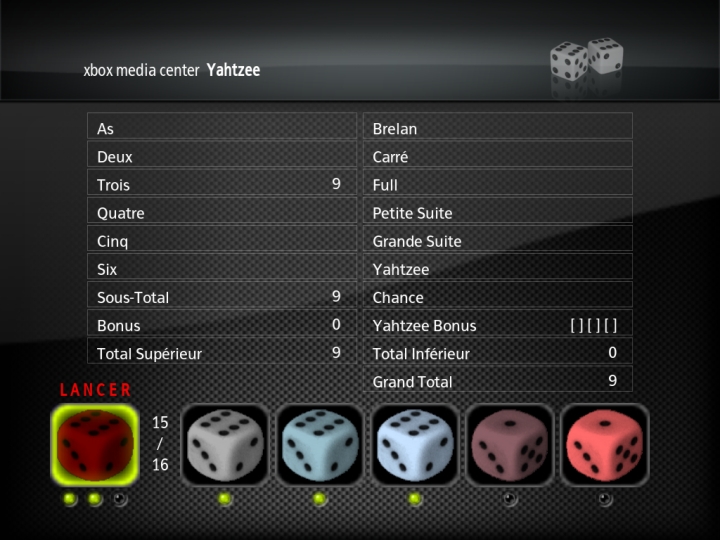 xbox media center Yahtzee
As
Deux
Trois 9
Quatre
Cinq
Six
Sous-Total 9
Bonus 0
Total Supérieur 9
Brelan
Carré
Full
Petite Suite
Grande Suite
Yahtzee
Chance
Yahtzee Bonus [ ] [ ] [ ]
Total Inférieur 0
Grand Total 9
LANCER
15
/
16